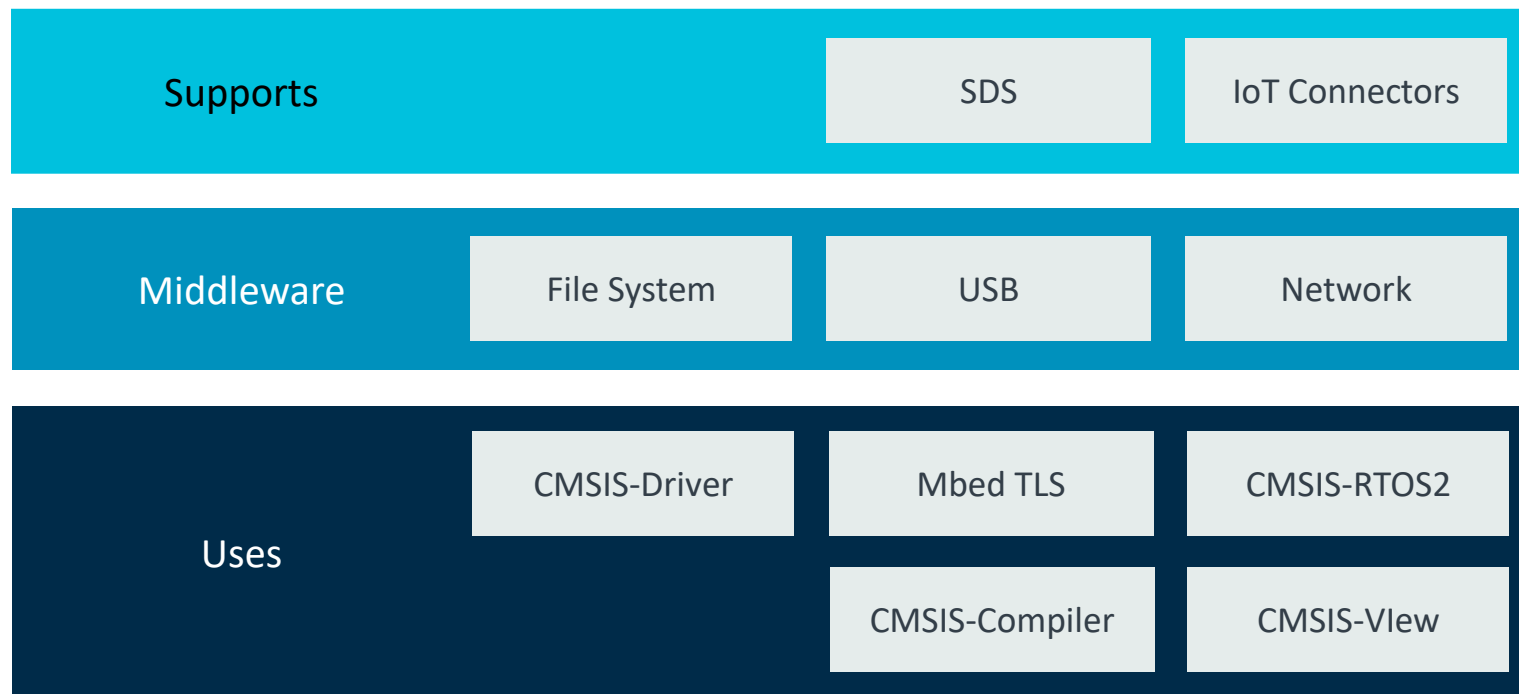 Supports
SDS
IoT Connectors
Middleware
File System
USB
Network
Uses
CMSIS-Driver
Mbed TLS
CMSIS-RTOS2
CMSIS-Compiler
CMSIS-VIew